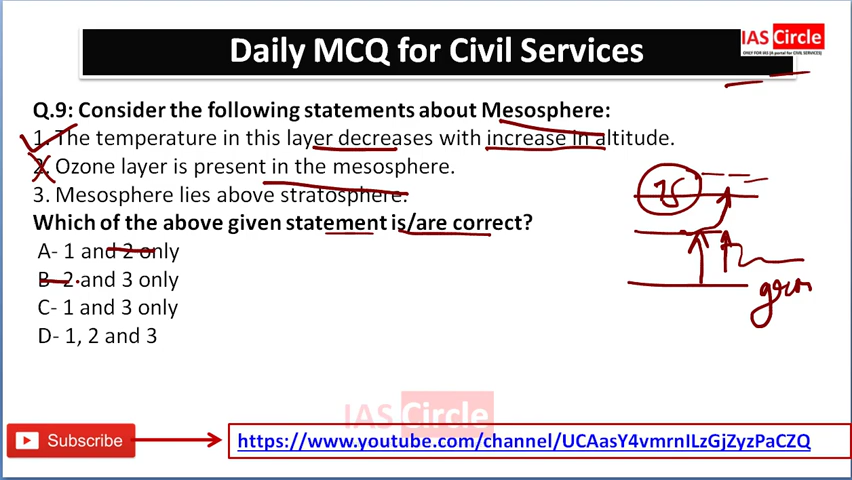 Daily MCQ for Civil Services
IAS Circle
ONLY FOR IAS (A portal for CIVIL SERVICES)
Q.9: Consider the following statements about Mesosphere:
1. The temperature in this layer decreases with increase in altitude.
2. Ozone layer is present in the mesosphere.
3. Mesosphere lies above stratosphere.
Which of the above given statement is/are correct?
A- 1 and 2 only
B- 2 and 3 only
C- 1 and 3 only
D- 1, 2 and 3
IAS Circle
Subscribe
https://www.youtube.com/channel/UCAasY4vmrnILzGjZyzPaCZQ